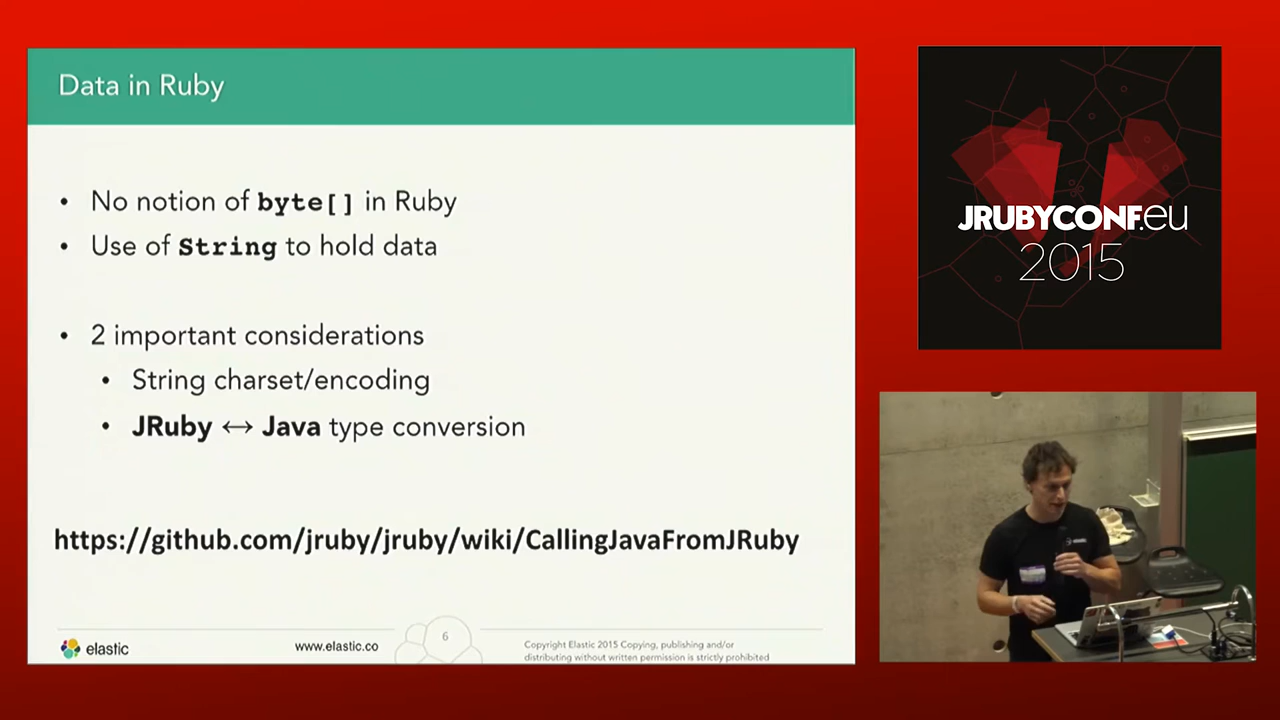 Data in Ruby
• No notion of byte[] in Ruby
• Use of String to hold data
• 2 important considerations
• String charset/encoding
• JRuby ↔ Java type conversion
https://github.com/jruby/jruby/wiki/CallingJavaFromJRuby
elastic
www.elastic.co
6
Copyright Elastic 2015 Copying, publishing and/or
distributing without written permission is strictly prohibited
JRUBYCONF.eu
2015